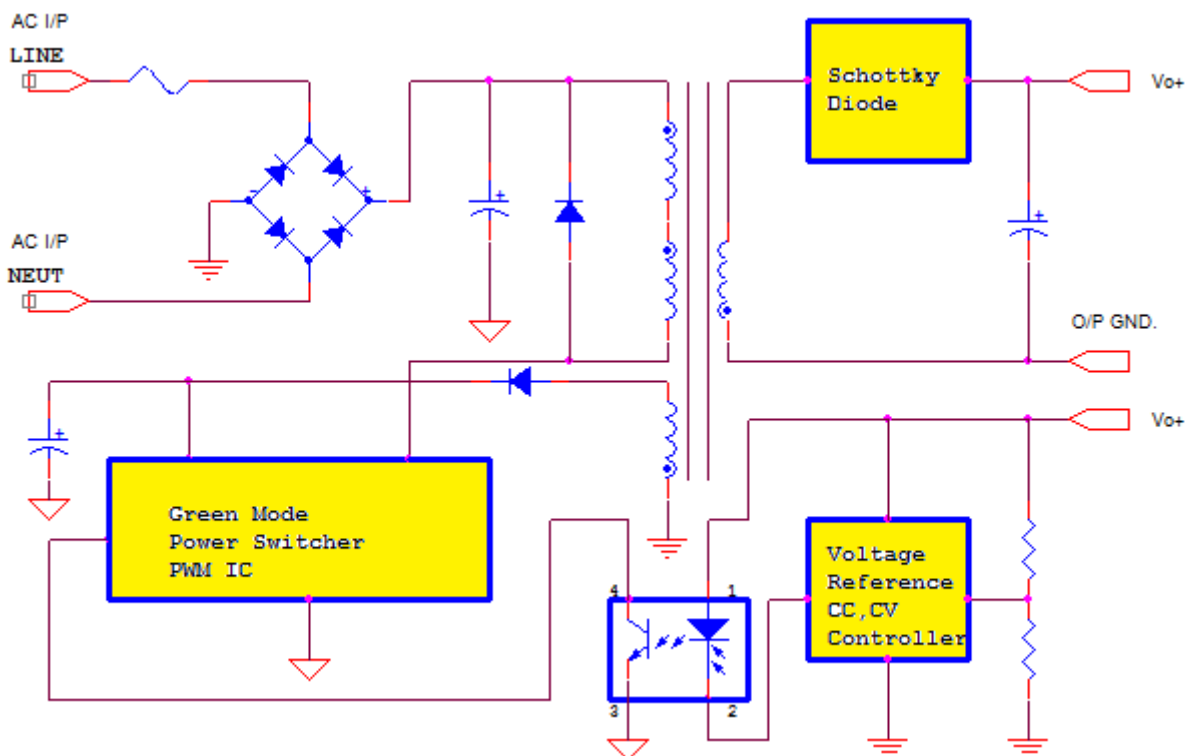 AC I/P
LINE
AC I/P
NEUT
- +
+
Schottky
Diode
Vo+
+
O/P GND.
Vo+
+
Green Mode
Power Switcher
PWM IC
4 1
3 2
Voltage
Reference
CC,CV
Controller